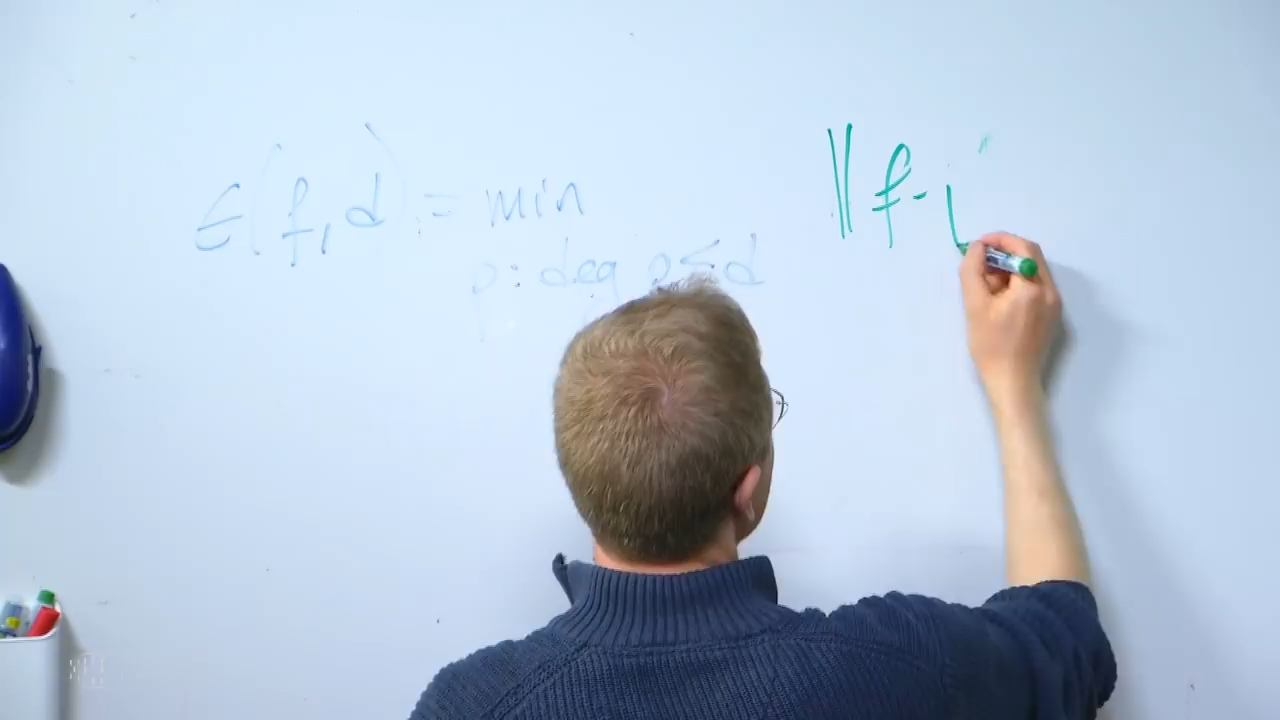 E(f,d) = min ||f-
p: deg p≤d